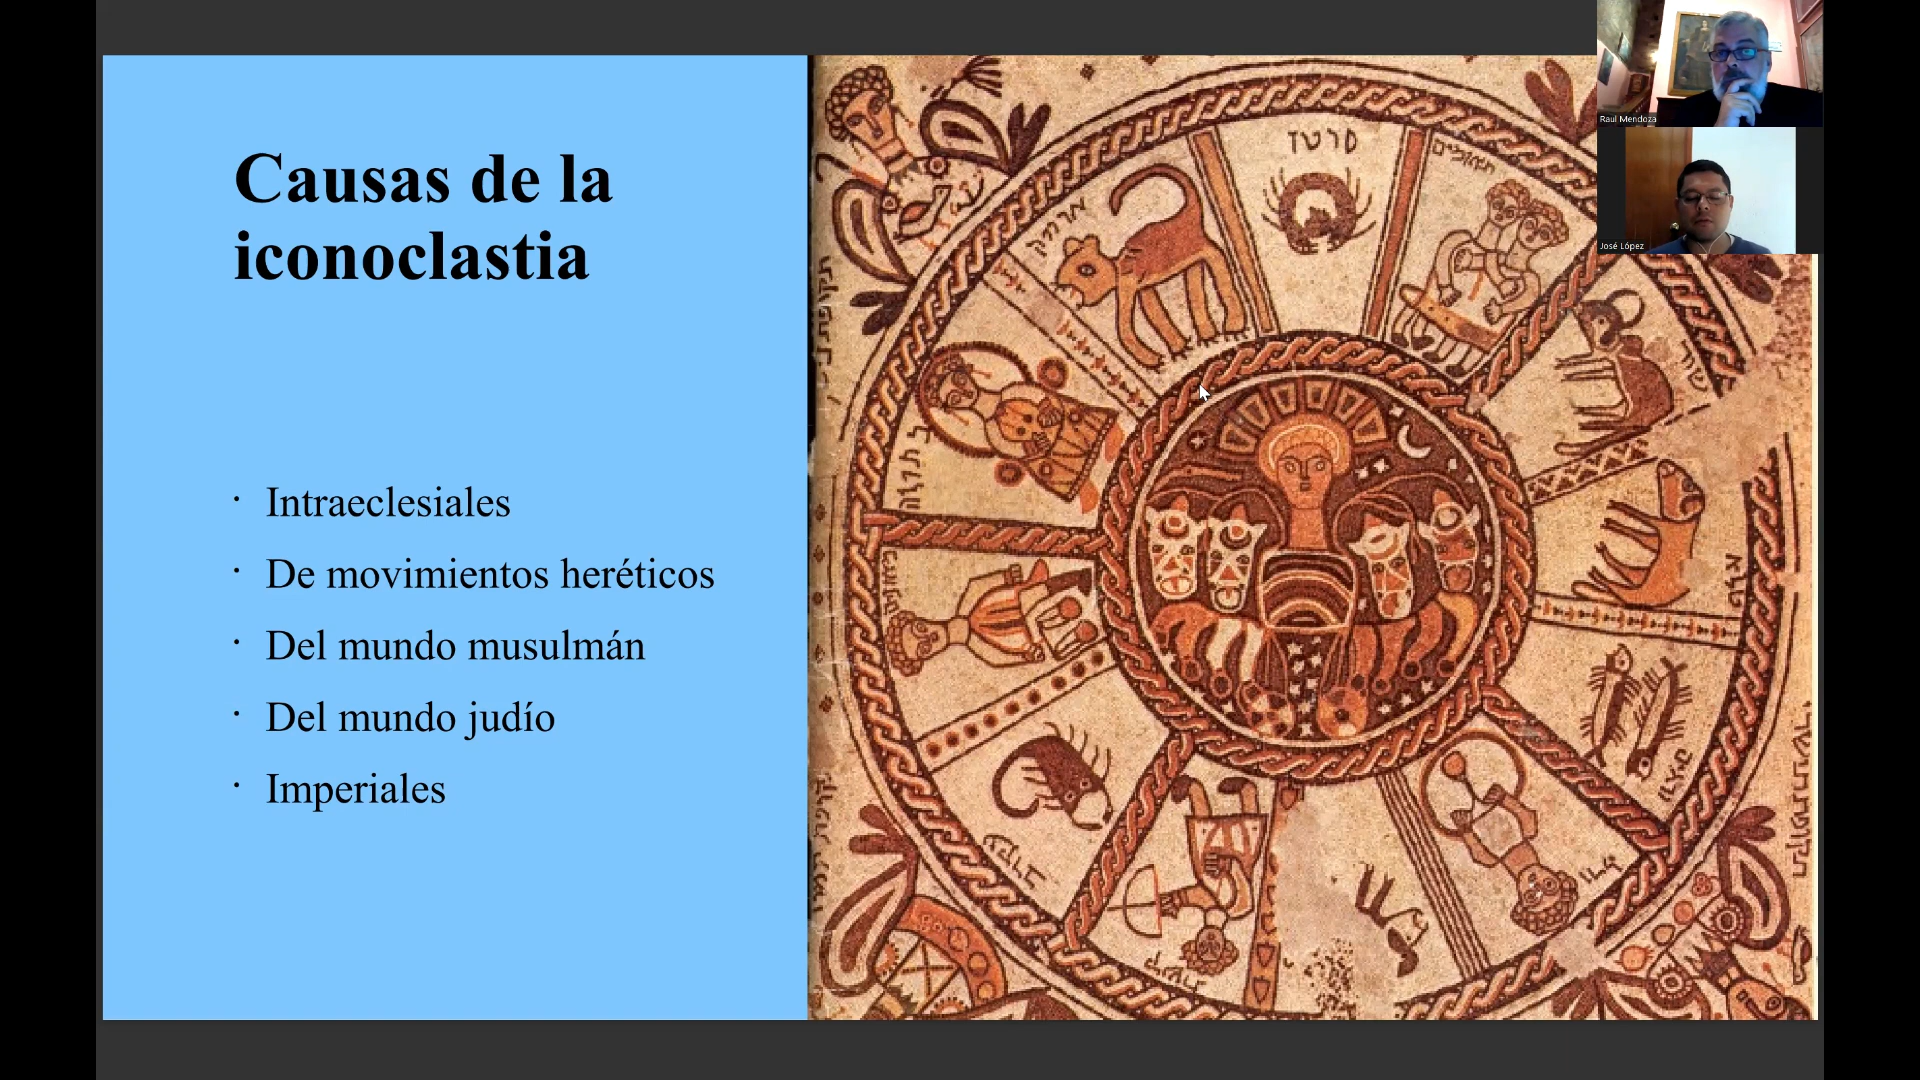 Causas de la
iconoclastia
· Intraeclesiales
· De movimientos heréticos
· Del mundo musulmán
· Del mundo judío
· Imperiales
סרטן
Raul Mendoza
José López